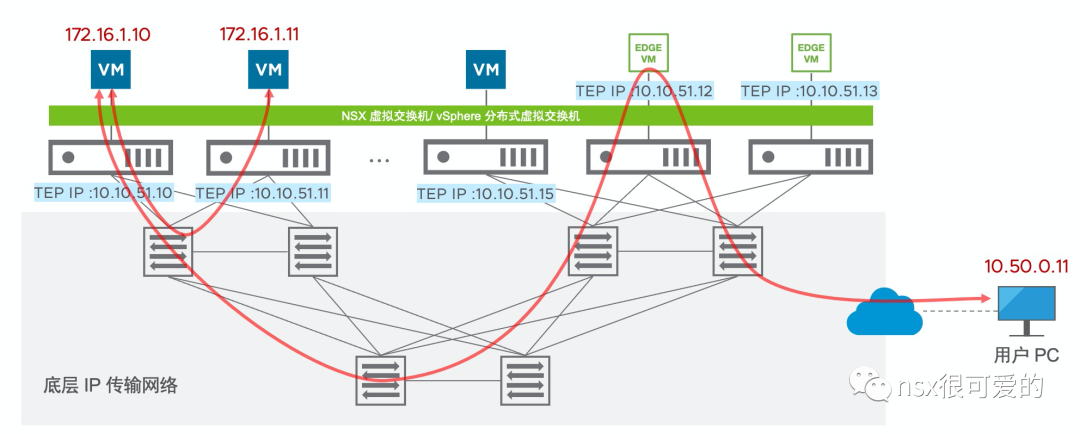 172.16.1.10
172.16.1.11
VM
VM
VM
EDGE
VM
EDGE
VM
TEP IP :10.10.51.12
TEP IP :10.10.51.13
NSX 虚拟交换机/ vSphere 分布式虚拟交换机
...
TEP IP :10.10.51.10
TEP IP :10.10.51.11
TEP IP :10.10.51.15
10.50.0.11
用户 PC
底层 IP 传输网络
nsx很可爱的